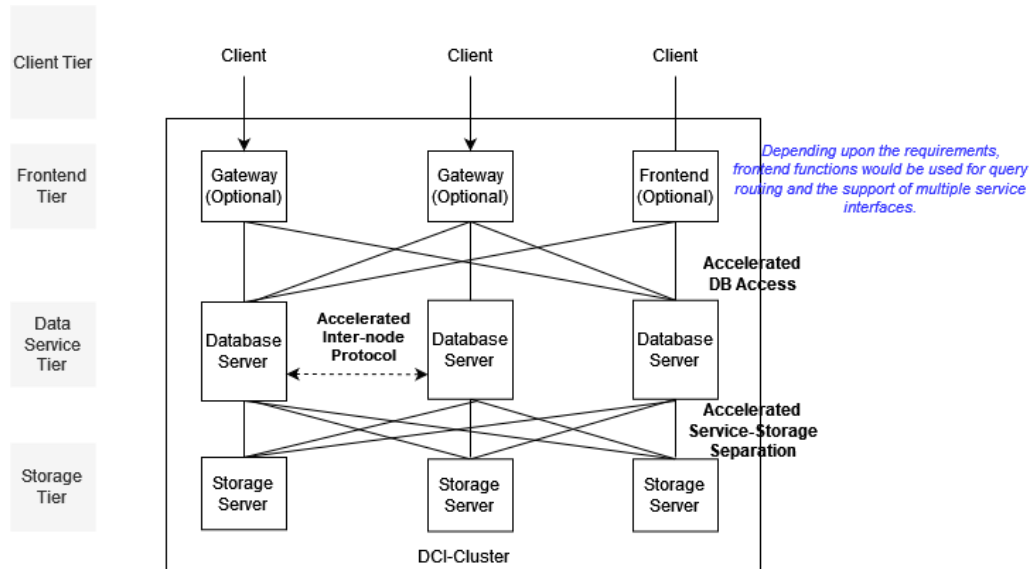 Client Tier
Client
Client
Client
Frontend
Tier
Gateway
(Optional)
Gateway
(Optional)
Frontend
(Optional)
Depending upon the requirements,
frontend functions would be used for query
routing and the support of multiple service
interfaces.
Accelerated
DB Access
Data
Service
Tier
Database
Server
Accelerated
Inter-node
Protocol
Database
Server
Database
Server
Accelerated
Service-Storage
Separation
Storage
Tier
Storage
Server
Storage
Server
Storage
Server
DCI-Cluster